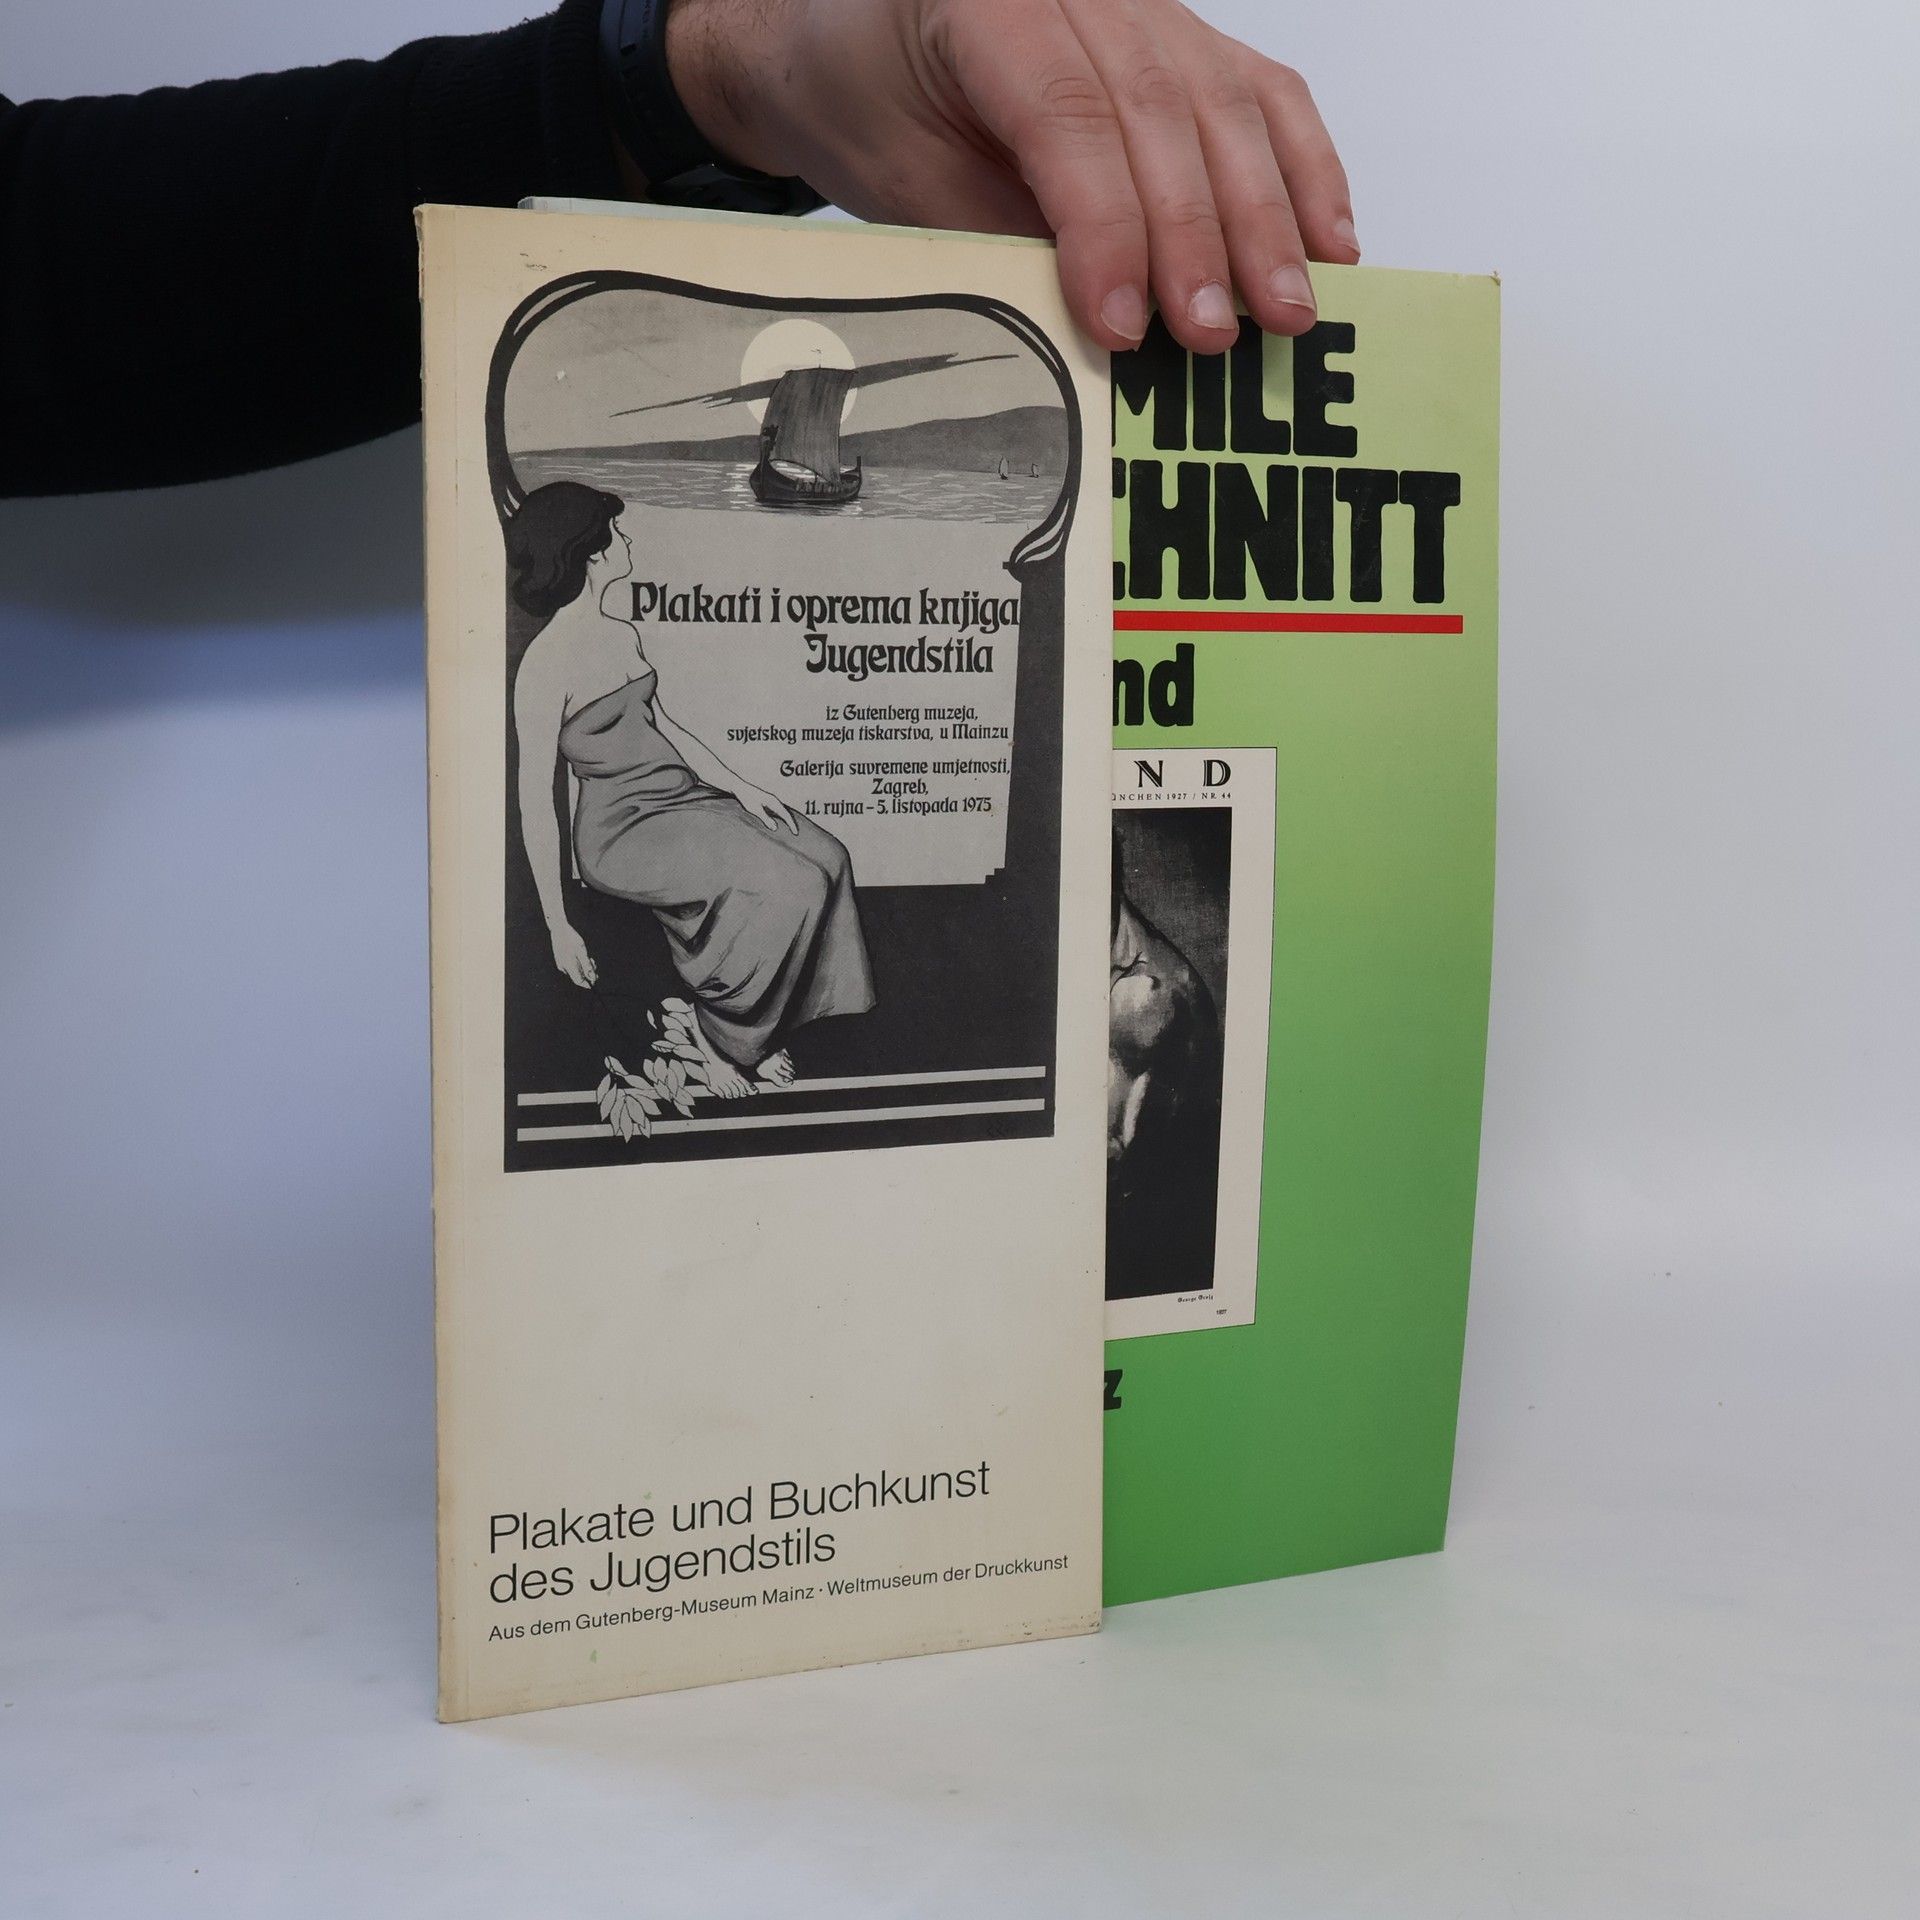 Plakati i oprema knjiga
Jugendstila
iz Gutenberg muzeja,
svjetskog muzeja tiskarstva, u Mainzu
Galerija suvremene umjetnosti,
Zagreb,
11. rujna – 5. listopada 1975
Plakate und Buchkunst
des Jugendstils
Aus dem Gutenberg-Museum Mainz · Weltmuseum der Druckkunst
MILE
CHNITT
nd
N D
ÜNCHEN 1927 / NR. 44
1927
z